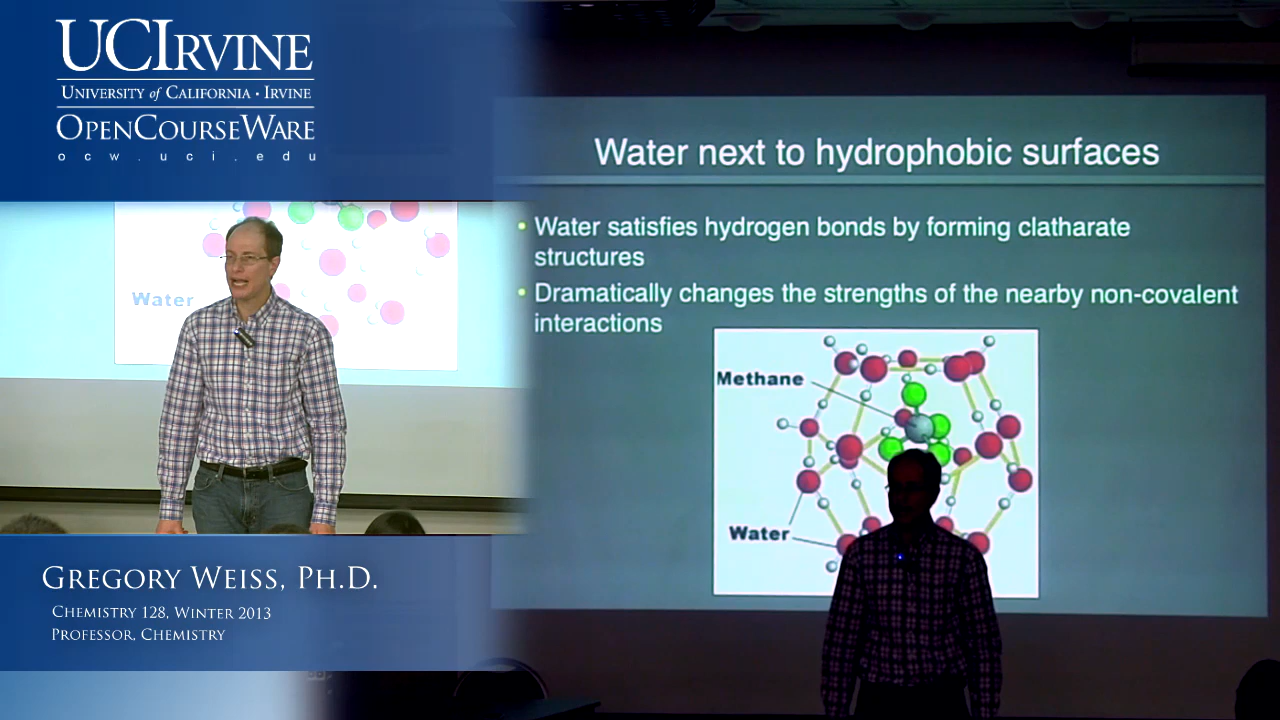 UCIRVINE
UNIVERSITY of CALIFORNIA · IRVINE
OPENCOURSEWARE
ocw.uci.edu
Water
GREGORY WEISS, PH.D.
CHEMISTRY 128, WINTER 2013
PROFESSOR, CHEMISTRY
Water next to hydrophobic surfaces
• Water satisfies hydrogen bonds by forming clatharate
structures
• Dramatically changes the strengths of the nearby non-covalent
interactions
Methane
Water